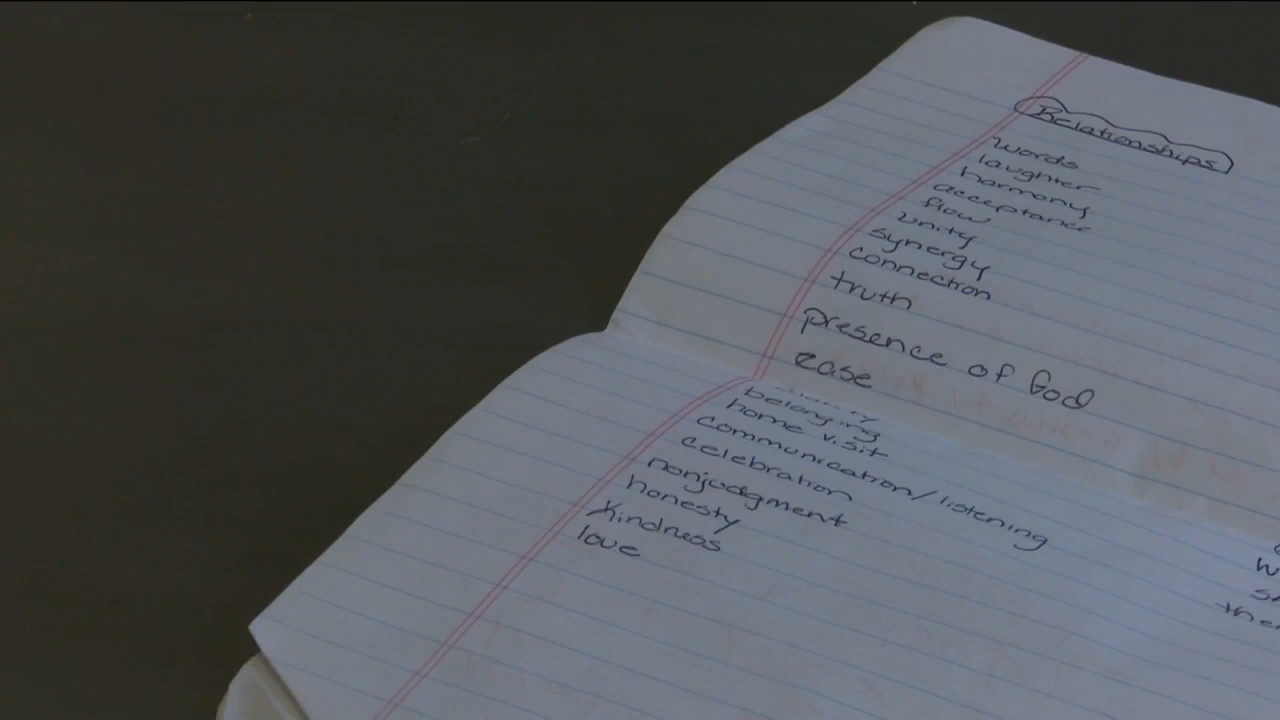 Relationships
words
laughter
harmony
acceptance
flow
unity
synergy
connection
truth
presence of God
ease
belonging
home visit
communication/listening
celebration
nonjudgment
honesty
kindness
love